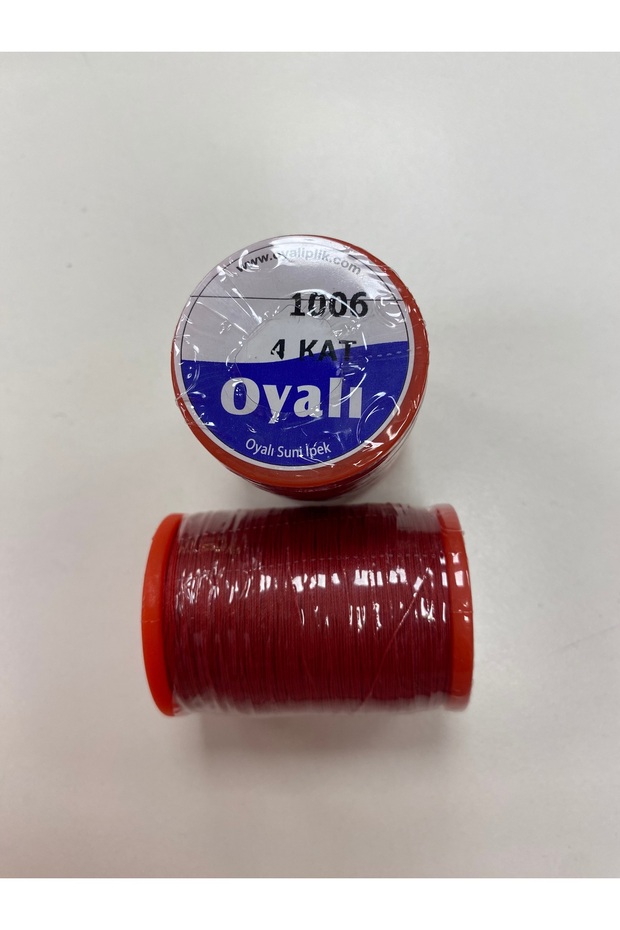 www.oyaliplik.com
1006
4 KAT
Oyalı
Oyalı Suni İpek